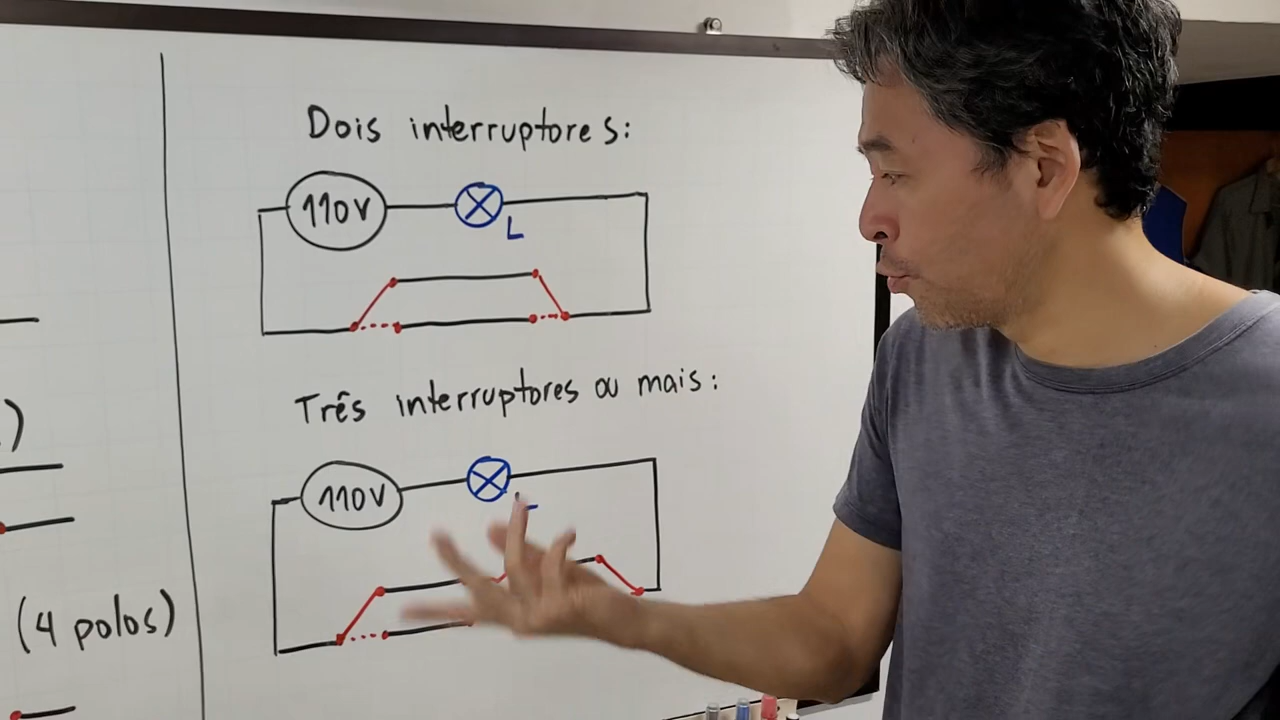 Dois interruptores:
110V
L
Três interruptores ou mais:
110V
)
(4 polos)